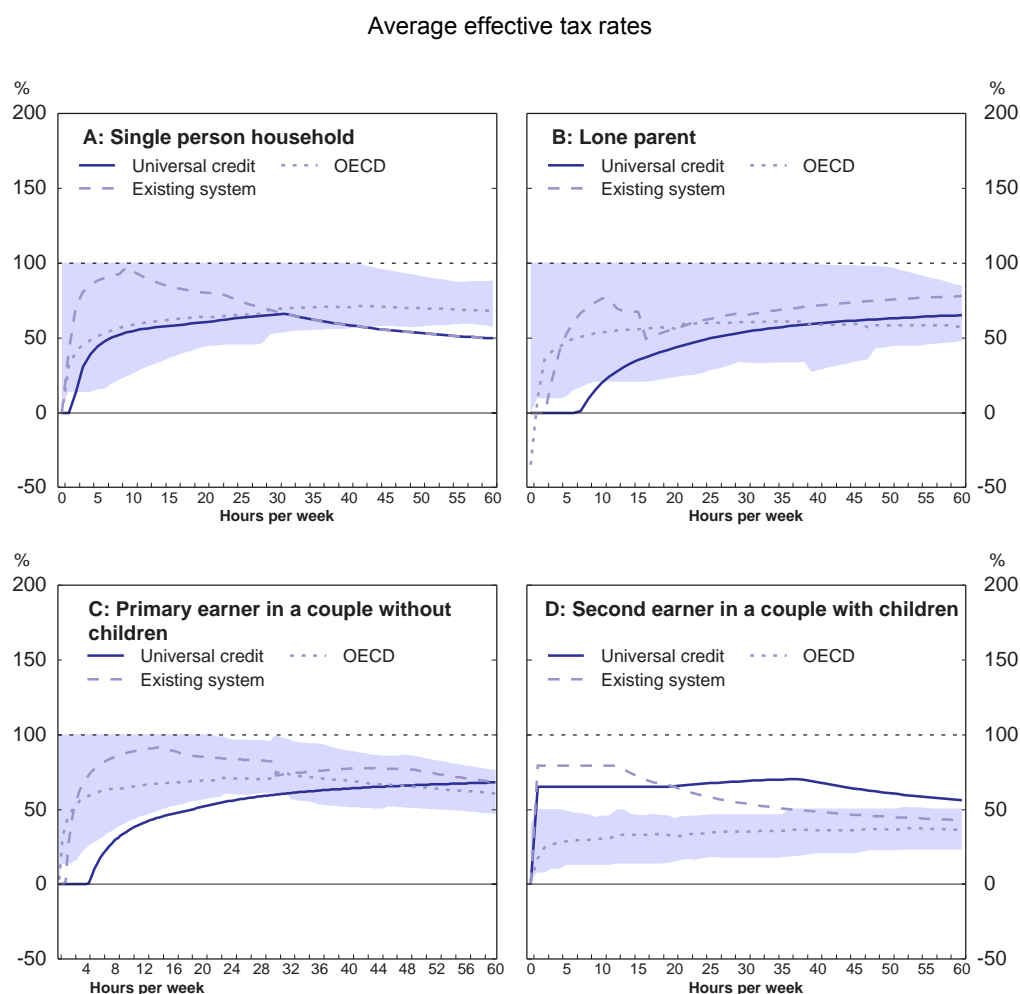 Average effective tax rates
% %
200 200
A: Single person household
Universal credit OECD
Existing system
B: Lone parent
Universal credit OECD
Existing system
150 150
100 100
50 50
0 0
-50 -50
0 5 10 15 20 25 30 35 40 45 50 55 60
Hours per week
0 5 10 15 20 25 30 35 40 45 50 55 60
Hours per week
% %
200 200
C: Primary earner in a couple without
children
Universal credit OECD
Existing system
D: Second earner in a couple with children
Universal credit OECD
Existing system
150 150
100 100
50 50
0 0
-50 -50
4 8 12 16 20 24 28 32 36 40 44 48 52 56 60
Hours per week
0 5 10 15 20 25 30 35 40 45 50 55 60
Hours per week